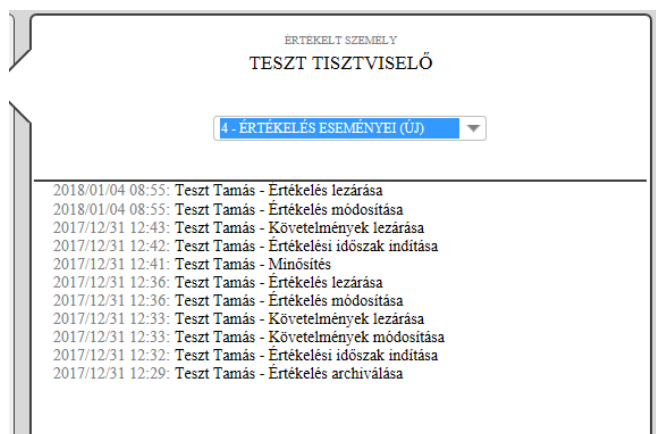 ÉRTÉKELT SZEMÉLY
TESZT TISZTVISELŐ
4 - ÉRTÉKELÉS ESEMÉNYEI (ÚJ)
2018/01/04 08:55: Teszt Tamás - Értékelés lezárása
2018/01/04 08:55: Teszt Tamás - Értékelés módosítása
2017/12/31 12:43: Teszt Tamás - Követelmények lezárása
2017/12/31 12:42: Teszt Tamás - Értékelési időszak indítása
2017/12/31 12:41: Teszt Tamás - Minősítés
2017/12/31 12:36: Teszt Tamás - Értékelés lezárása
2017/12/31 12:36: Teszt Tamás - Értékelés módosítása
2017/12/31 12:33: Teszt Tamás - Követelmények lezárása
2017/12/31 12:33: Teszt Tamás - Követelmények módosítása
2017/12/31 12:32: Teszt Tamás - Értékelési időszak indítása
2017/12/31 12:29: Teszt Tamás - Értékelés archiválása